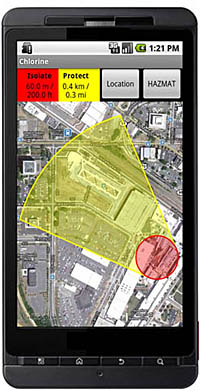 1:21 PM
Chlorine
Isolate
60.0 m /
200.0 ft
Protect
0.4 km /
0.3 mi
Location
HAZMAT